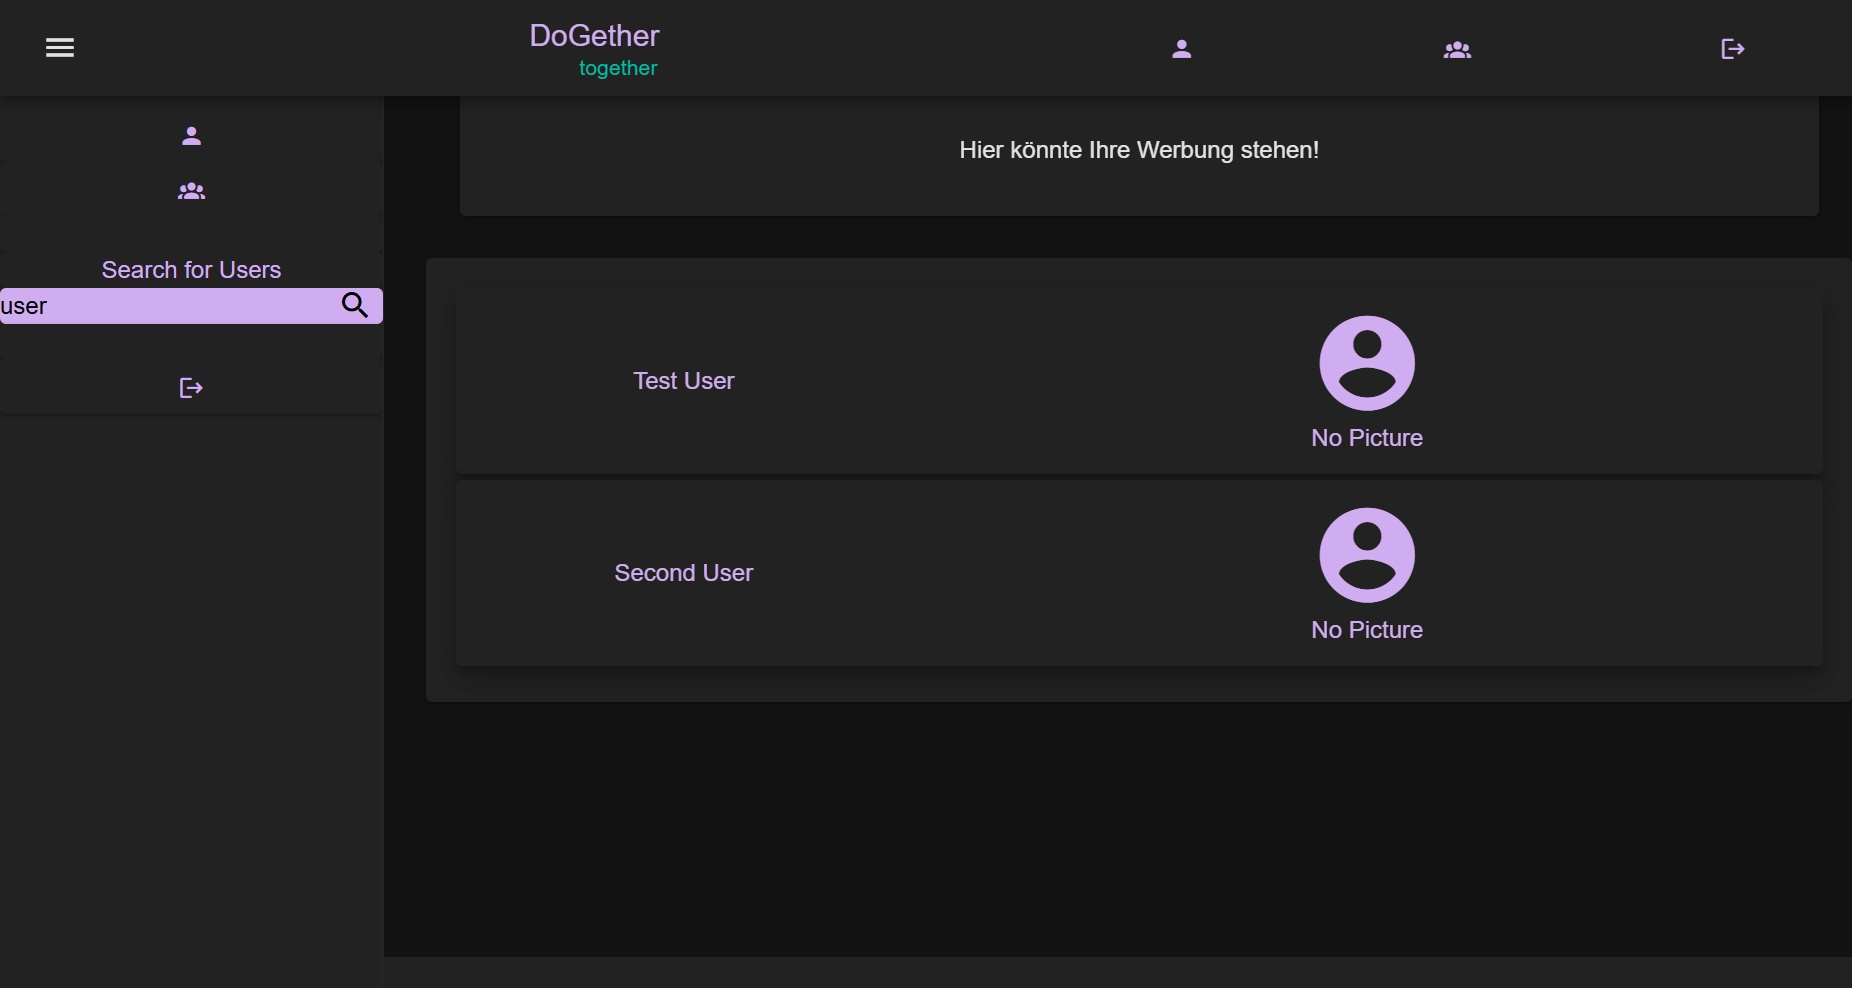 DoGether
together
Hier könnte Ihre Werbung stehen!
Search for Users
user
Test User
No Picture
Second User
No Picture